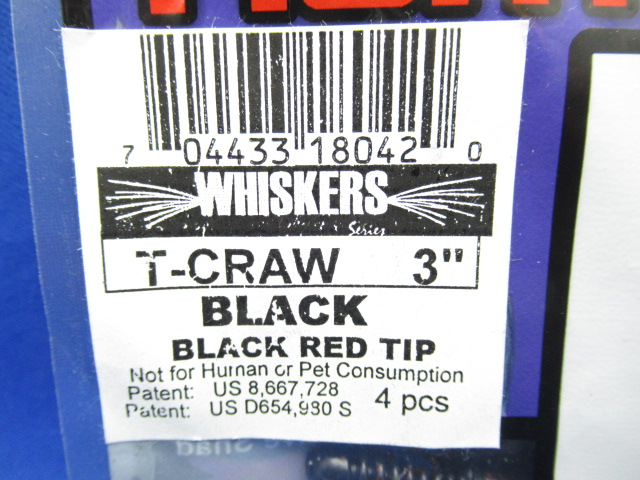 7 04433 18042 0
WHISKERS
Series
T-CRAW 3"
BLACK
BLACK RED TIP
Not for Human or Pet Consumption
Patent: US 8,667,728
Patent: US D654,980 S 4 pcs